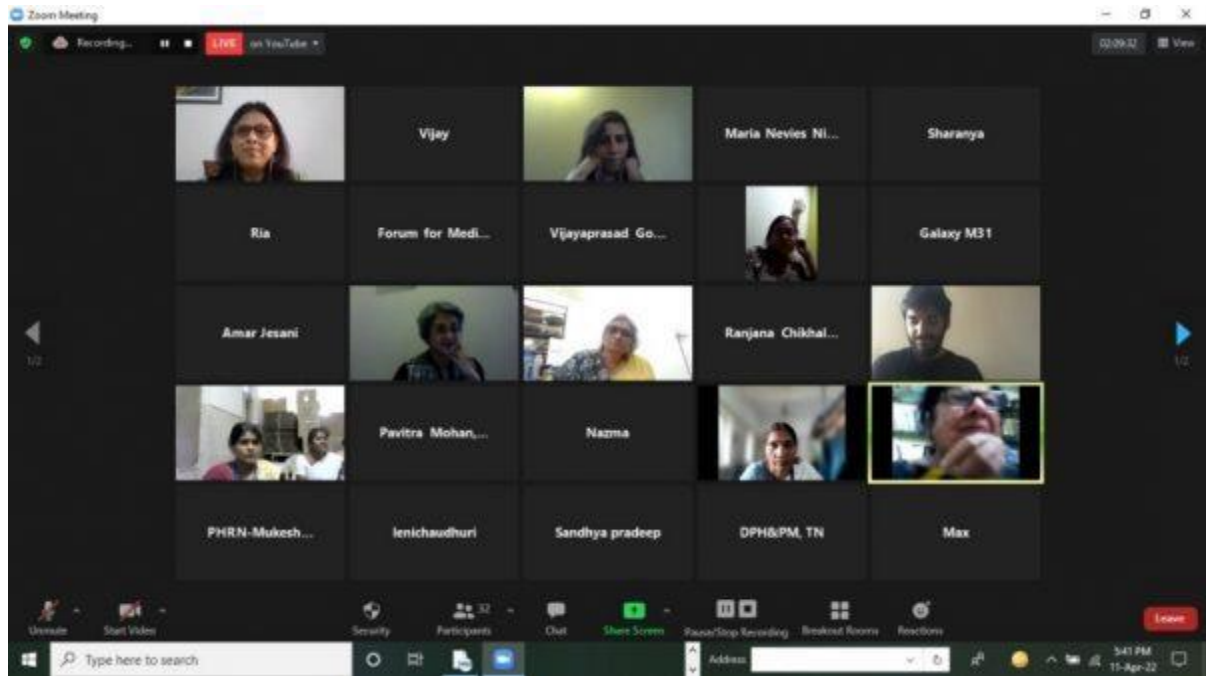 Zoom Meeting
Recording...
LIVE on YouTube
02:09:32 View
Vijay
Maria Nevies Ni...
Sharanya
Ria
Forum for Medi...
Vijayaprasad Go...
Galaxy M31
Amar Jesani
Ranjana Chikhal...
1/2
1/2
Pavitra Mohan,...
Nazma
PHRN-Mukesh...
lenichaudhuri
Sandhya pradeep
DPH&PM, TN
Max
Unmute
Start Video
Security
32
Participants
Chat
Share Screen
Pause/Stop Recording
Breakout Rooms
Reactions
Leave
Type here to search
Address
5:41 PM
11-Apr-22